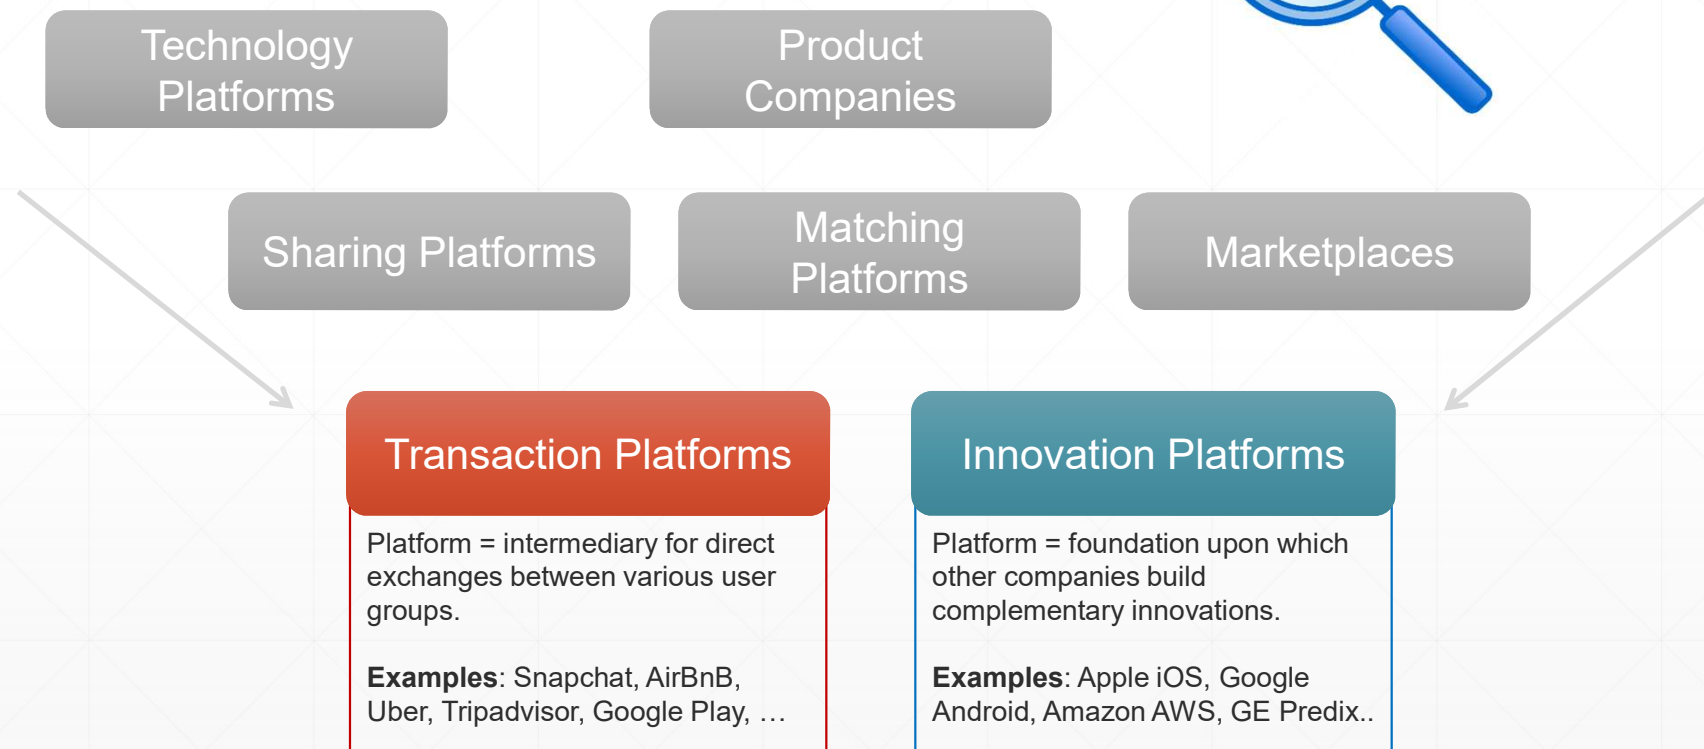 Technology
Platforms
Product
Companies
Sharing Platforms
Matching
Platforms
Marketplaces
Transaction Platforms
Platform = intermediary for direct
exchanges between various user
groups.
Examples: Snapchat, AirBnB,
Uber, Tripadvisor, Google Play, …
Innovation Platforms
Platform = foundation upon which
other companies build
complementary innovations.
Examples: Apple iOS, Google
Android, Amazon AWS, GE Predix..